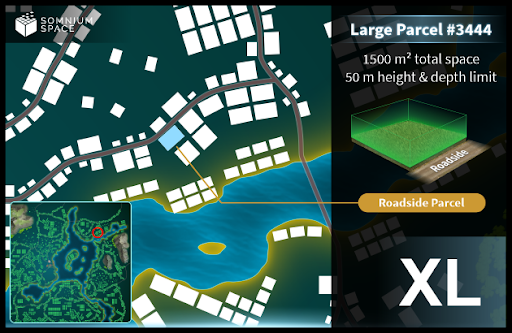 SOMNIUM
SPACE
Large Parcel #3444
1500 m² total space
50 m height & depth limit
Roadside
Roadside Parcel
XL